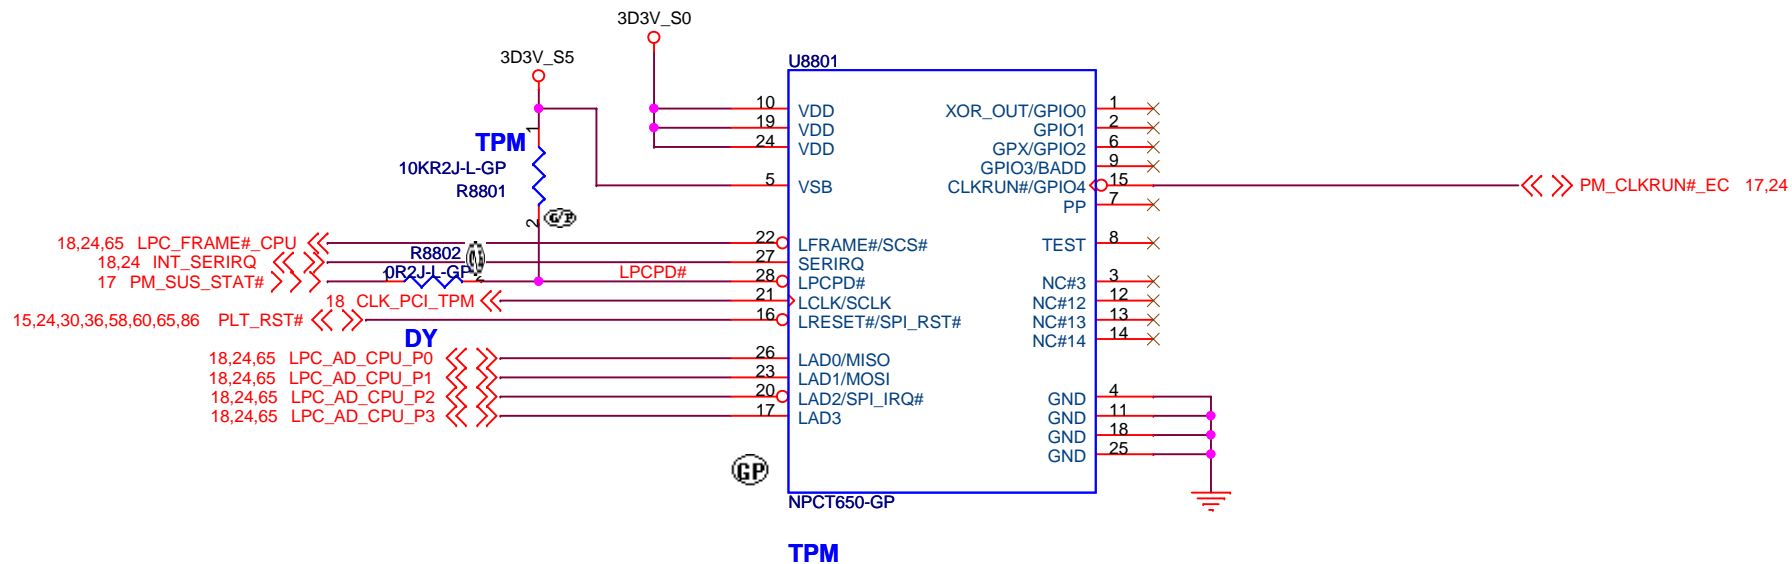 3D3V_S0
3D3V_S5
U8801
10 VDD
19 VDD
24 VDD
5 VSB
XOR_OUT/GPIO0 1
GPIO1 2
GPX/GPIO2 6
GPIO3/BADD 9
CLKRUN#/GPIO4 15
PP 7
PM_CLKRUN#_EC 17,24
1
TPM
10KR2J-L-GP
R8801
2
G/P
18,24,65 LPC_FRAME#_CPU
22 LFRAME#/SCS#
TEST 8
R8802
18,24 INT_SERIRQ
27 SERIRQ
0R2J-L-GP
17 PM_SUS_STAT#
1
2
LPCPD#
28 LPCPD#
NC#3 3
18 CLK_PCI_TPM
21 LCLK/SCLK
NC#12 12
15,24,30,36,58,60,65,86 PLT_RST#
16 LRESET#/SPI_RST#
NC#13 13
NC#14 14
DY
18,24,65 LPC_AD_CPU_P0
26 LAD0/MISO
18,24,65 LPC_AD_CPU_P1
23 LAD1/MOSI
18,24,65 LPC_AD_CPU_P2
20 LAD2/SPI_IRQ#
18,24,65 LPC_AD_CPU_P3
17 LAD3
GND 4
GND 11
GND 18
GND 25
GP
NPCT650-GP
TPM